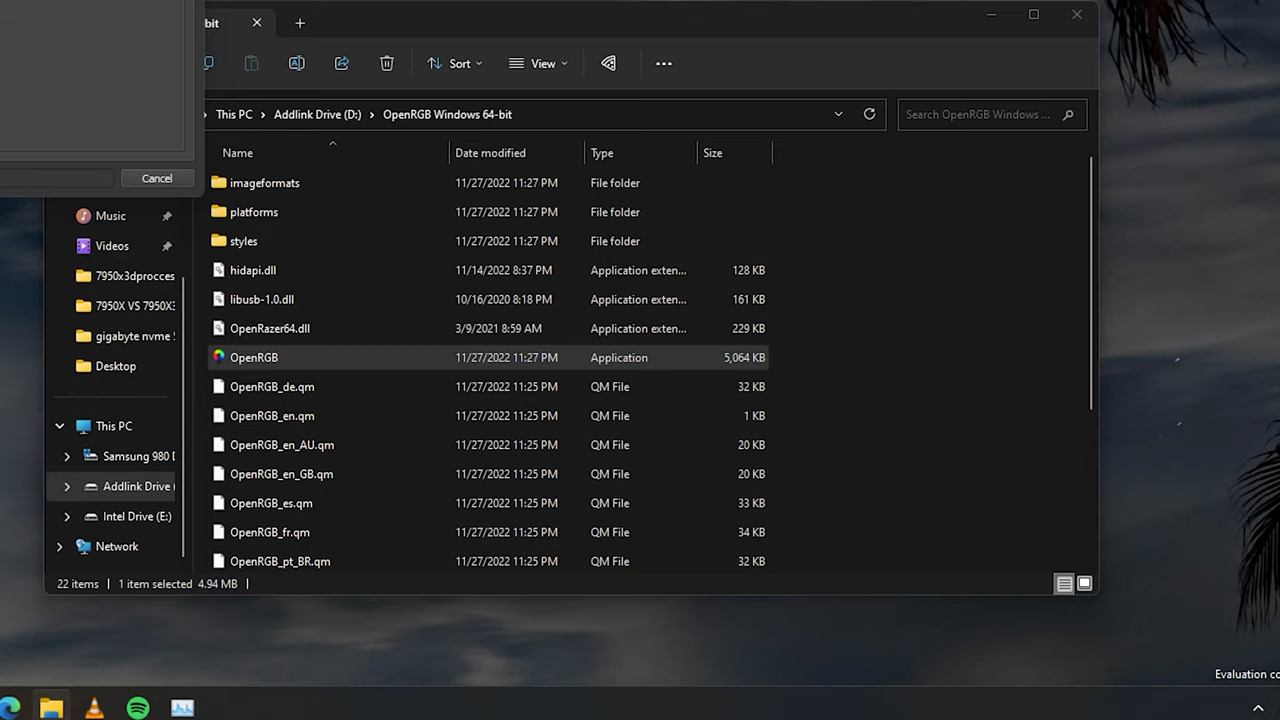 bit
Sort
View
This PC > Addlink Drive (D:) > OpenRGB Windows 64-bit
Search OpenRGB Windows ...
Cancel
Music
Videos
7950x3dprocces
7950X VS 7950X3
gigabyte nvme
Desktop
This PC
Samsung 980
Addlink Drive
Intel Drive (E:)
Network
Name Date modified Type Size
imageformats 11/27/2022 11:27 PM File folder
platforms 11/27/2022 11:27 PM File folder
styles 11/27/2022 11:27 PM File folder
hidapi.dll 11/14/2022 8:37 PM Application exten... 128 KB
libusb-1.0.dll 10/16/2020 8:18 PM Application exten... 161 KB
OpenRazer64.dll 3/9/2021 8:59 AM Application exten... 229 KB
OpenRGB 11/27/2022 11:27 PM Application 5,064 KB
OpenRGB_de.qm 11/27/2022 11:25 PM QM File 32 KB
OpenRGB_en.qm 11/27/2022 11:25 PM QM File 1 KB
OpenRGB_en_AU.qm 11/27/2022 11:25 PM QM File 20 KB
OpenRGB_en_GB.qm 11/27/2022 11:25 PM QM File 20 KB
OpenRGB_es.qm 11/27/2022 11:25 PM QM File 33 KB
OpenRGB_fr.qm 11/27/2022 11:25 PM QM File 34 KB
OpenRGB_pt_BR.qm 11/27/2022 11:25 PM QM File 32 KB
22 items 1 item selected 4.94 MB
Evaluation co